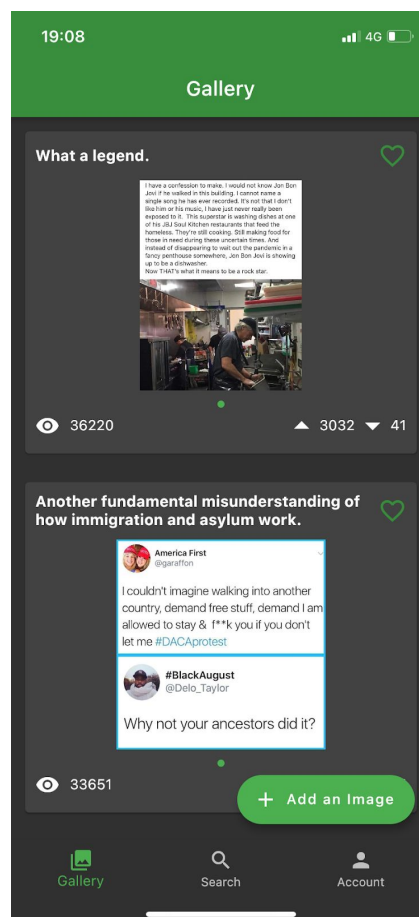 19:08
4G
Gallery
What a legend.
I have a confession to make. I would not know Jon Bon
Jovi if he walked in this building. I cannot name a
single song he has ever recorded. It's not that I don't
like him or his music, I have just never really been
exposed to it. This superstar is washing dishes at one
of his JBJ Soul Kitchen restaurants that feed the
homeless. They're still coaking. Still making food for
those in need during these uncertain times. And
instead of disappearing to wait out the pandemic in a
fancy penthouse somewhere, Jon Bon Jovi is showing
up to be a dishwasher.
Now THAT's what it means to be a rock star.
36220
3032
41
Another fundamental misunderstanding of
how immigration and asylum work.
America First
@garaffon
I couldn't imagine walking into another
country, demand free stuff, demand I am
allowed to stay & f**k you if you don't
let me #DACAprotest
#BlackAugust
@Delo_Taylor
Why not your ancestors did it?
33651
+ Add an Image
Gallery
Search
Account